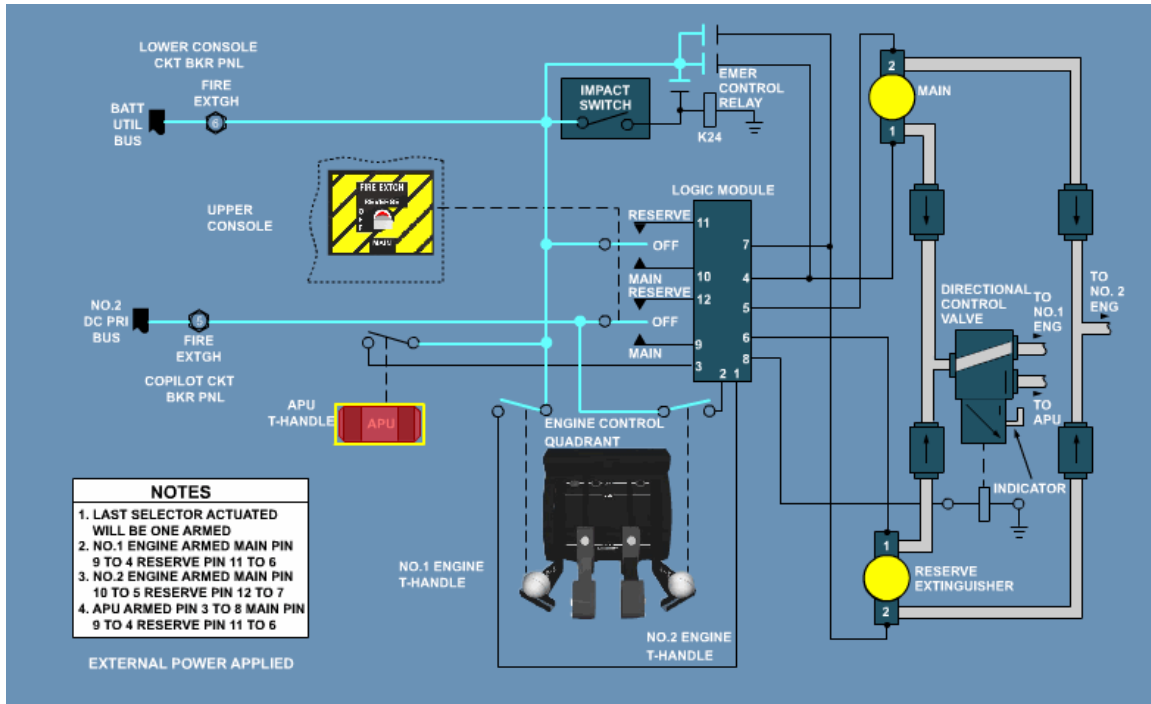 LOWER CONSOLE
CKT BKR PNL
FIRE
EXTGH
BATT
UTIL
BUS
6
IMPACT
SWITCH
EMER
CONTROL
RELAY
K24
2
MAIN
1
UPPER
CONSOLE
FIRE EXTCH
RESERVE
OFF
MAIN
LOGIC MODULE
RESERVE
11
OFF
7
MAIN
10
4
RESERVE
12
5
OFF
6
MAIN
9
8
3
2 1
NO.2
DC PRI
BUS
5
FIRE
EXTGH
COPILOT CKT
BKR PNL
APU
T-HANDLE
APU
ENGINE CONTROL
QUADRANT
NO.1 ENGINE
T-HANDLE
NO.2 ENGINE
T-HANDLE
DIRECTIONAL
CONTROL
VALVE
TO
NO.1
ENG
TO
NO. 2
ENG
TO
APU
INDICATOR
1
RESERVE
EXTINGUISHER
2
NOTES
1. LAST SELECTOR ACTUATED
WILL BE ONE ARMED
2. NO.1 ENGINE ARMED MAIN PIN
9 TO 4 RESERVE PIN 11 TO 6
3. NO.2 ENGINE ARMED MAIN PIN
10 TO 5 RESERVE PIN 12 TO 7
4. APU ARMED PIN 3 TO 8 MAIN PIN
9 TO 4 RESERVE PIN 11 TO 6
EXTERNAL POWER APPLIED